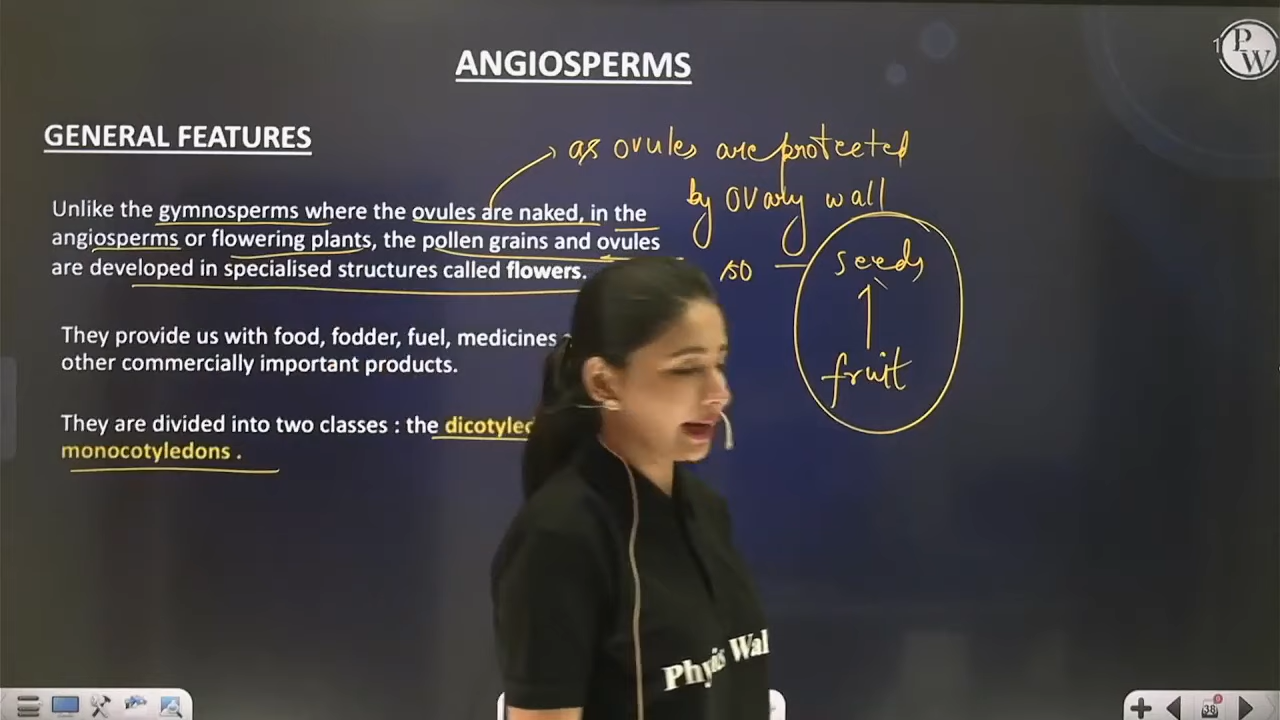 ANGIOSPERMS
PW
GENERAL FEATURES
as ovules are protected
by ovary wall
Unlike the gymnosperms where the ovules are naked, in the
angiosperms or flowering plants, the pollen grains and ovules
are developed in specialised structures called flowers.
so – seeds
↑
fruit
They provide us with food, fodder, fuel, medicines
other commercially important products.
They are divided into two classes : the
monocotyledons .
38